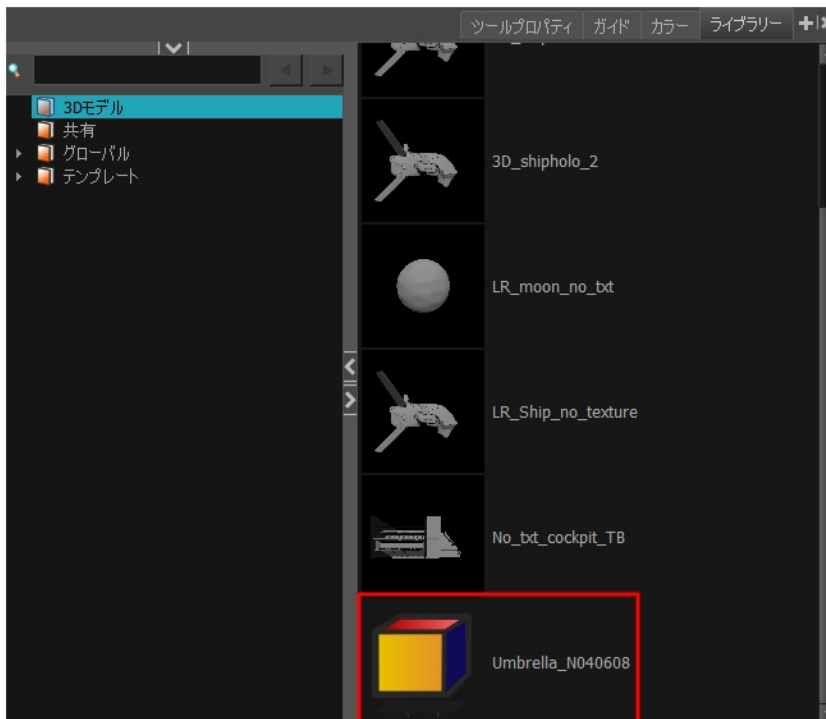 ツールプロパティ ガイド カラー ライブラリー
3Dモデル
共有
グローバル
テンプレート
3D_shipholo_2
LR_moon_no_txt
LR_Ship_no_texture
No_txt_cockpit_TB
Umbrella_N040608